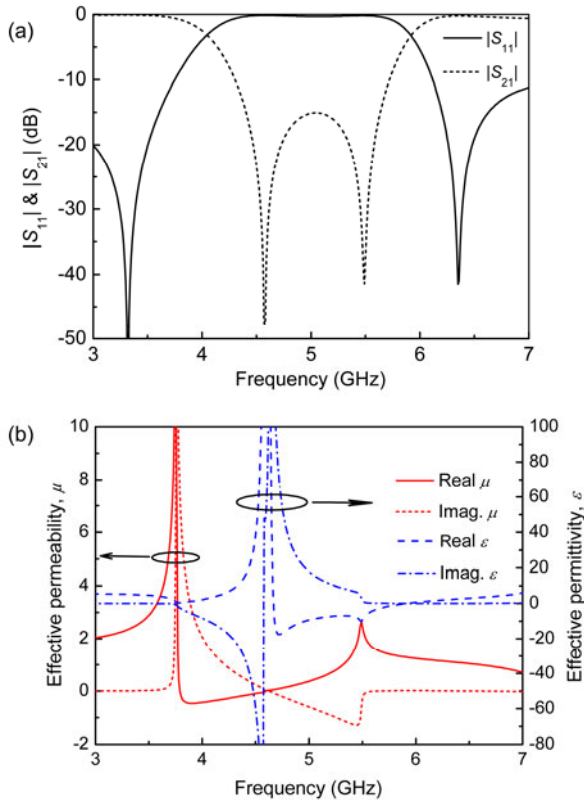 (a)
0
-10
-20
-30
-40
-50
|S11| & |S21| (dB)
|S11|
|S21|
3 4 5 6 7
Frequency (GHz)
(b)
10
8
6
4
2
0
-2
Effective permeability, μ
100
80
60
40
20
0
-20
-40
-60
-80
Effective permittivity, ε
Real μ
Imag. μ
Real ε
Imag. ε
3 4 5 6 7
Frequency (GHz)